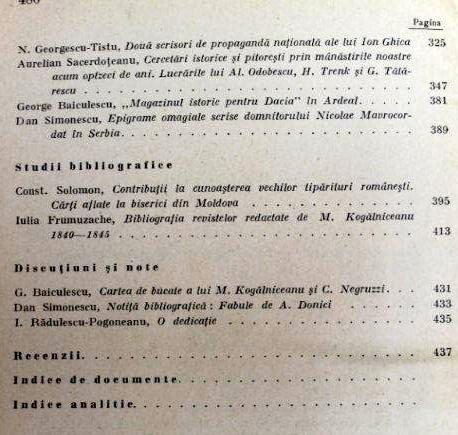 Pagina
N. Georgescu-Tistu, Două scrisori de propagandă națională ale lui Ion Ghica 325
Aurelian Sacerdoțeanu, Cercetări istorice și pitorești prin mănăstirile noastre
acum optzeci de ani. Lucrările lui Al. Odobescu, H. Trenk și G. Tătă-
rescu . . . . . . . . . . . . . . . . . . . 347
George Baiculescu, „Magazinul istoric pentru Dacia” în Ardeal. . . . . 381
Dan Simonescu, Epigrame omagiale scrise domnitorului Nicolae Mavrocor-
dat în Serbia. . . . . . . . . . . . . . . . . 389
Studii bibliografice
Const. Solomon, Contribuții la cunoașterea vechilor tipărituri românești.
Cărți aflate la biserici din Moldova . . . . . . . . . . 395
Iulia Frumuzache, Bibliografia revistelor redactate de M. Kogălniceanu
1840—1845 . . . . . . . . . . . . . . . . . 413
Discuțiuni și note
G. Baiculescu, Cartea de bucate a lui M. Kogălniceanu și C. Negruzzi. . . 431
Dan Simonescu, Notiță bibliografică: Fabule de A. Donici . . . . 433
I. Rădulescu-Pogoneanu, O dedicație . . . . . . . . . . . 435
Recenzii. . . . . . . . . . . . . . . . . . . 437
Indice de documente. . . . . . . . . . . . . .
Indice analitic. . . . . . . . . . . . . . . . .